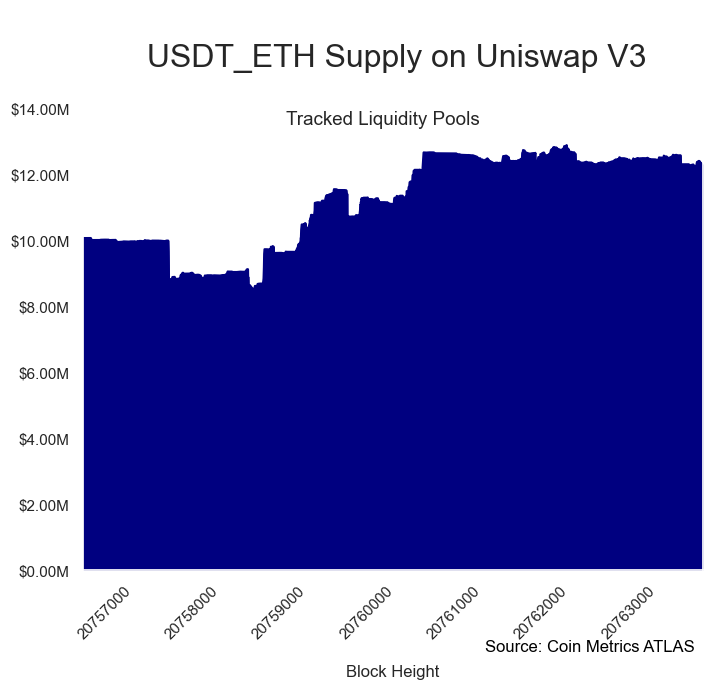 USDT_ETH Supply on Uniswap V3
Tracked Liquidity Pools
$14.00M
$12.00M
$10.00M
$8.00M
$6.00M
$4.00M
$2.00M
$0.00M
20757000
20758000
20759000
20760000
20761000
20762000
20763000
Source: Coin Metrics ATLAS
Block Height